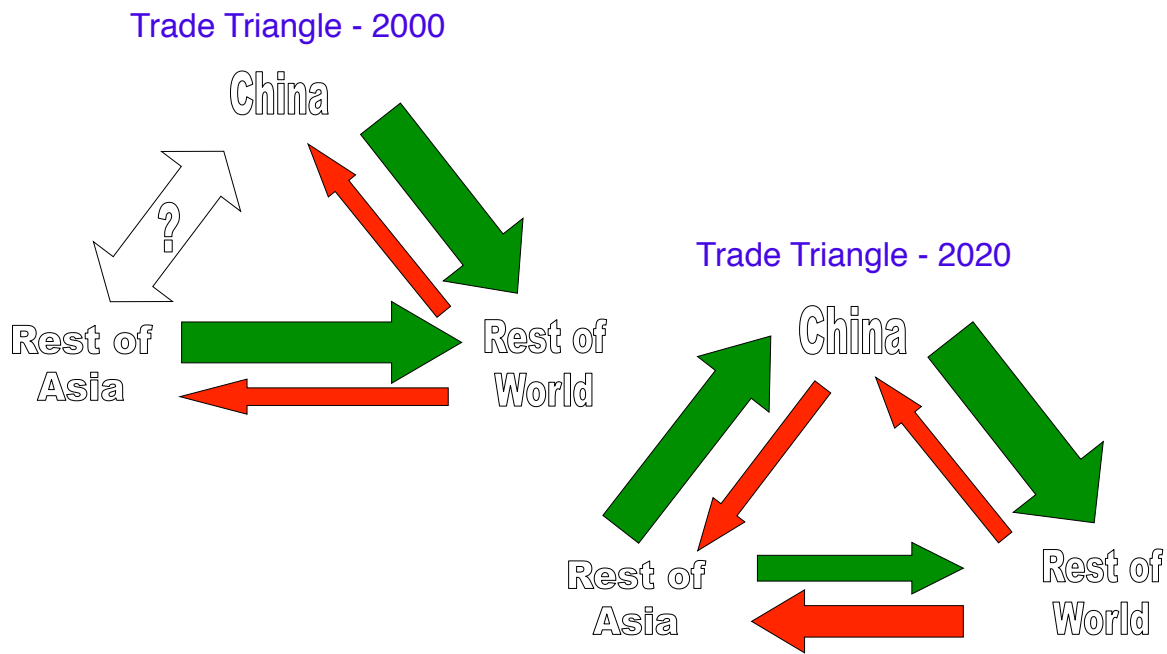 Trade Triangle - 2000
China
?
Rest of
Asia
Rest of
World
Trade Triangle - 2020
China
Rest of
Asia
Rest of
World